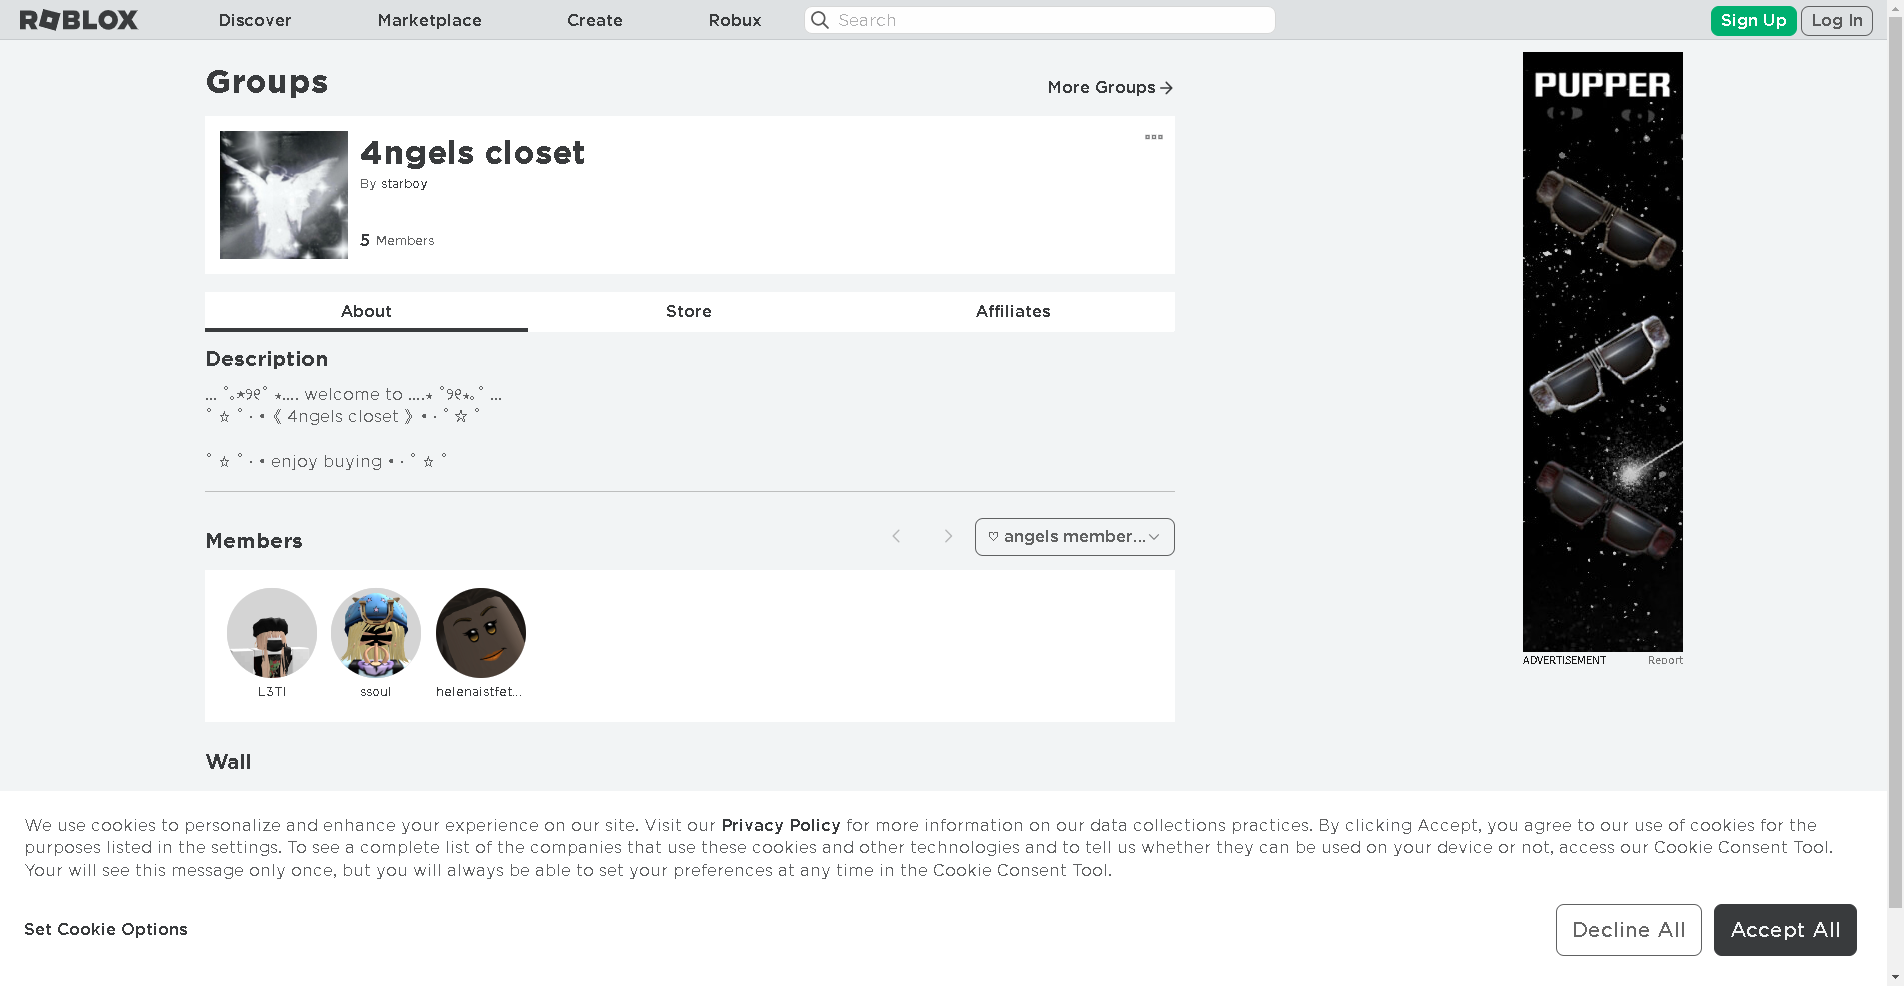 ROBLOX Discover Marketplace Create Robux Search Sign Up Log In
Groups
More Groups
4ngels closet
By starboy
5 Members
About Store Affiliates
Description
... ˚｡⋆୨୧˚ ⋆.... welcome to ....⋆ ˚୨୧⋆｡˚ ...
˚ ☆ ˚ · • 《 4ngels closet 》 • · ˚ ☆ ˚
˚ ☆ ˚ · • enjoy buying • · ˚ ☆ ˚
Members
♡ angels member...
L3TI ssoul helenaistfet...
Wall
PUPPER
ADVERTISEMENT Report
We use cookies to personalize and enhance your experience on our site. Visit our Privacy Policy for more information on our data collections practices. By clicking Accept, you agree to our use of cookies for the
purposes listed in the settings. To see a complete list of the companies that use these cookies and other technologies and to tell us whether they can be used on your device or not, access our Cookie Consent Tool.
Your will see this message only once, but you will always be able to set your preferences at any time in the Cookie Consent Tool.
Set Cookie Options
Decline All
Accept All